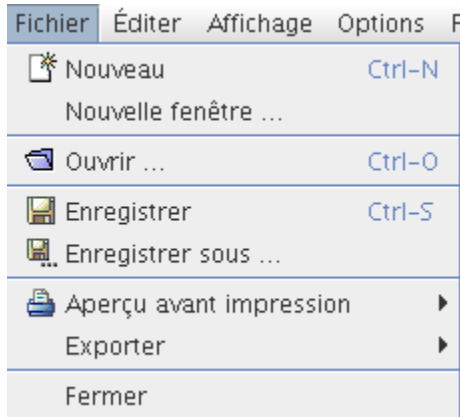 Fichier Éditer Affichage Options F
Nouveau Ctrl-N
Nouvelle fenêtre ...
Ouvrir ... Ctrl-O
Enregistrer Ctrl-S
Enregistrer sous ...
Aperçu avant impression
Exporter
Fermer